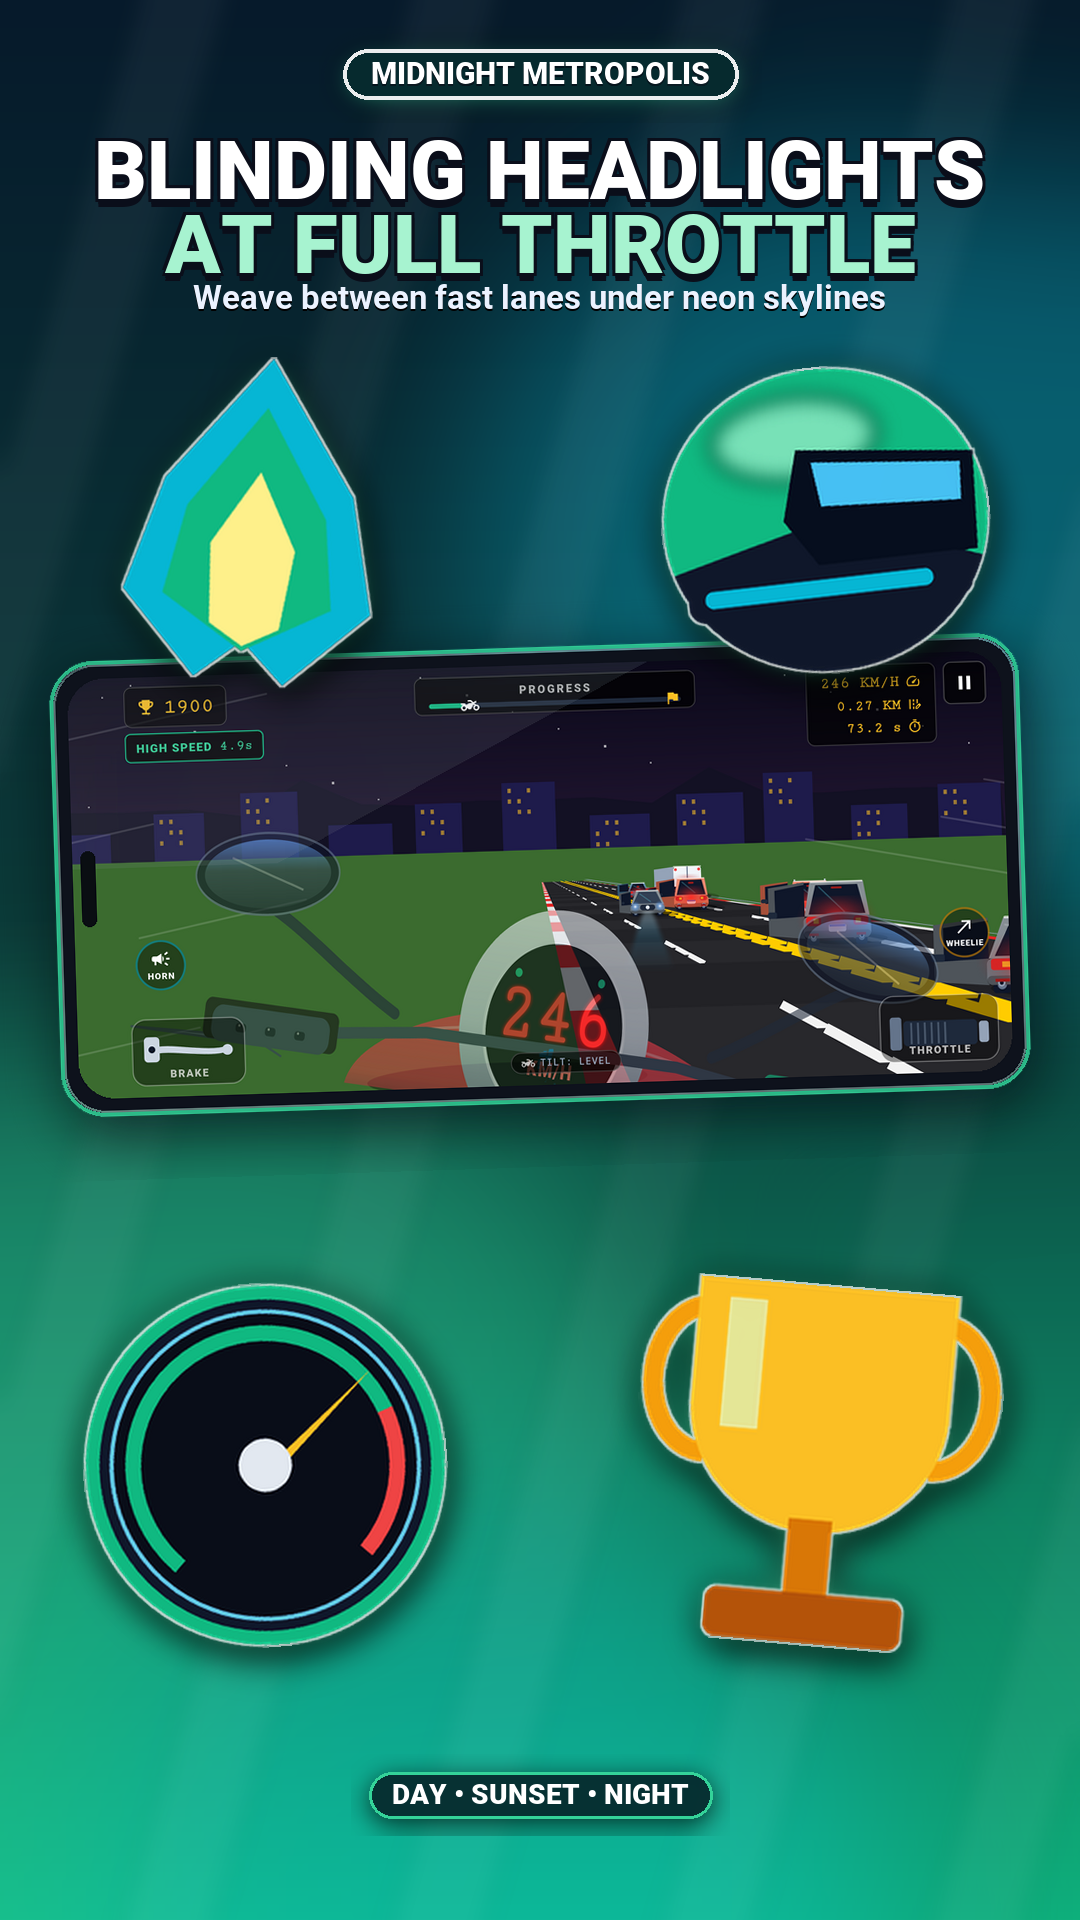 MIDNIGHT METROPOLIS
BLINDING HEADLIGHTS
AT FULL THROTTLE
Weave between fast lanes under neon skylines
1900
HIGH SPEED 4.9s
PROGRESS
246 KM/H
0.27 KM
73.2 s
HORN
WHEELIE
BRAKE
246
KM/H
TILT: LEVEL
THROTTLE
DAY • SUNSET • NIGHT